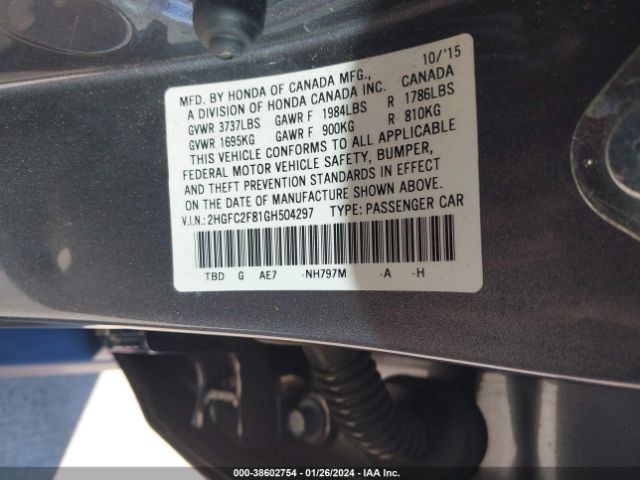 MFD. BY HONDA OF CANADA MFG., 10/'15
A DIVISION OF HONDA CANADA INC. CANADA
GVWR 3737LBS GAWR F 1984LBS R 1786LBS
GVWR 1695KG GAWR F 900KG R 810KG
THIS VEHICLE CONFORMS TO ALL APPLICABLE
FEDERAL MOTOR VEHICLE SAFETY, BUMPER,
AND THEFT PREVENTION STANDARDS IN EFFECT
ON THE DATE OF MANUFACTURE SHOWN ABOVE.
V.I.N.: 2HGFC2F81GH504297 TYPE: PASSENGER CAR
TBD G AE7 -NH797M -A -H
000-38602754 - 01/26/2024 - IAA Inc.